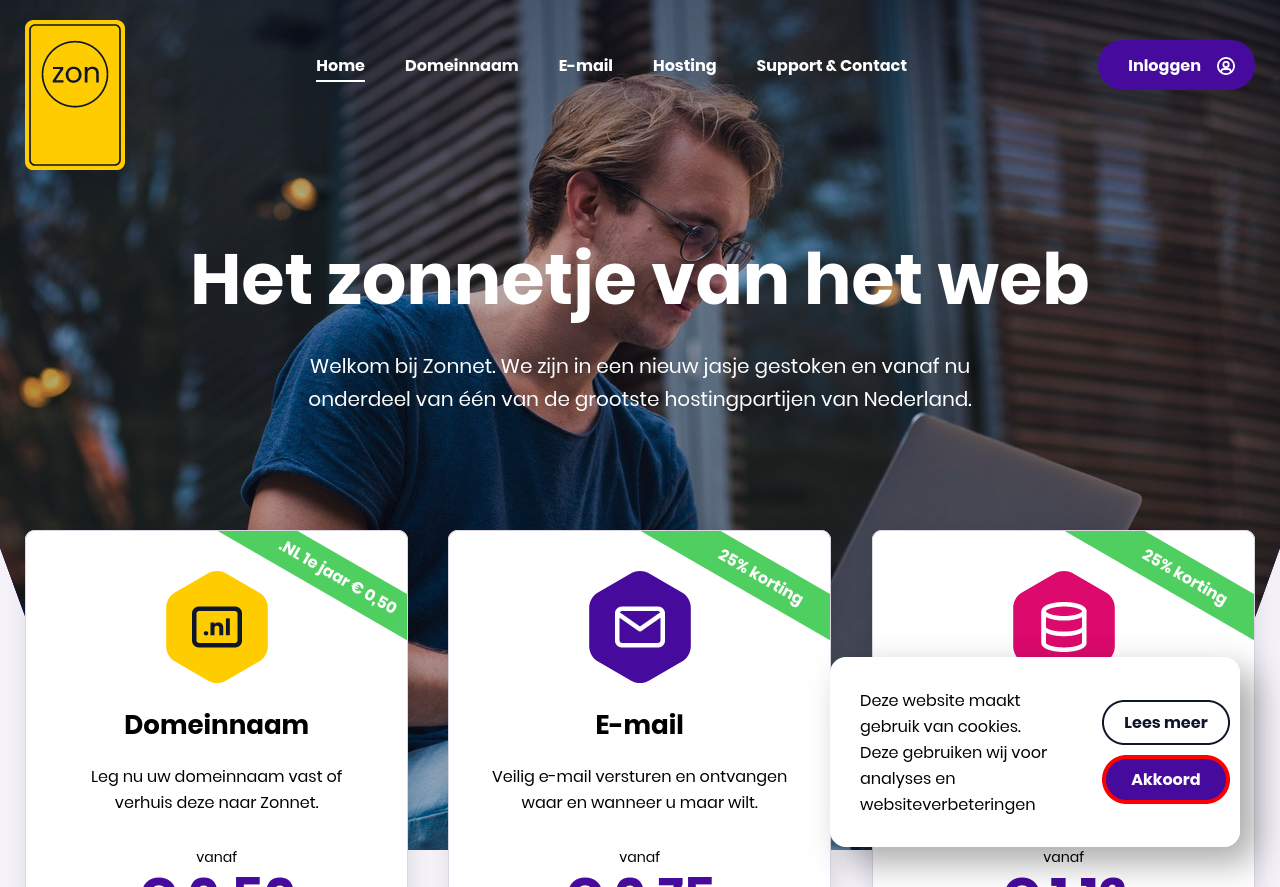 zon
Home
Domeinnaam
E-mail
Hosting
Support & Contact
Inloggen
Het zonnetje van het web
Welkom bij Zonnet. We zijn in een nieuw jasje gestoken en vanaf nu
onderdeel van één van de grootste hostingpartijen van Nederland.
.NL 1e jaar € 0,50
.nl
Domeinnaam
Leg nu uw domeinnaam vast of
verhuis deze naar Zonnet.
vanaf
25% korting
E-mail
Veilig e-mail versturen en ontvangen
waar en wanneer u maar wilt.
vanaf
25% korting
vanaf
Deze website maakt
gebruik van cookies.
Deze gebruiken wij voor
analyses en
websiteverbeteringen
Lees meer
Akkoord